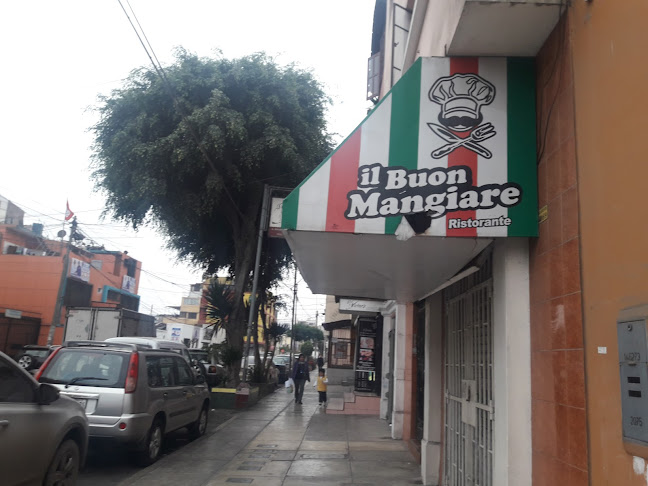 il Buon
Mangiare
Ristorante